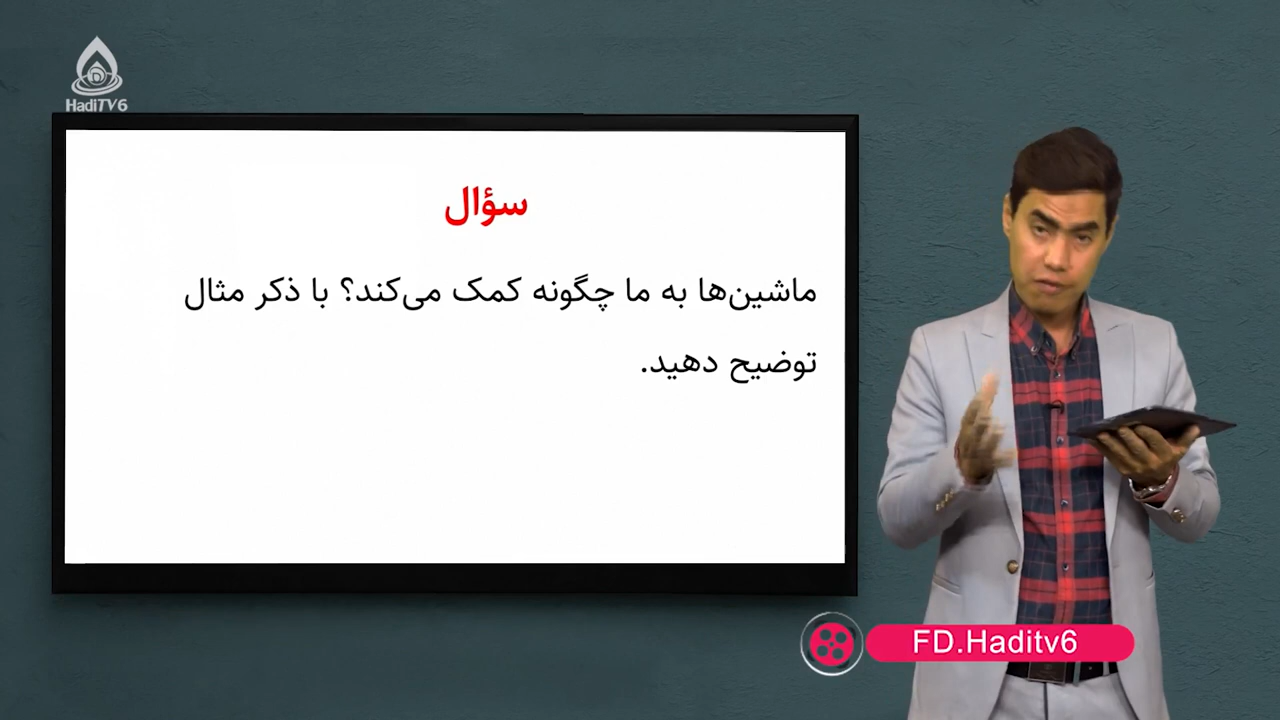 HadiTV6
سؤال
ماشین‌ها به ما چگونه کمک می‌کند؟ با ذکر مثال
توضیح دهید.
FD.Haditv6